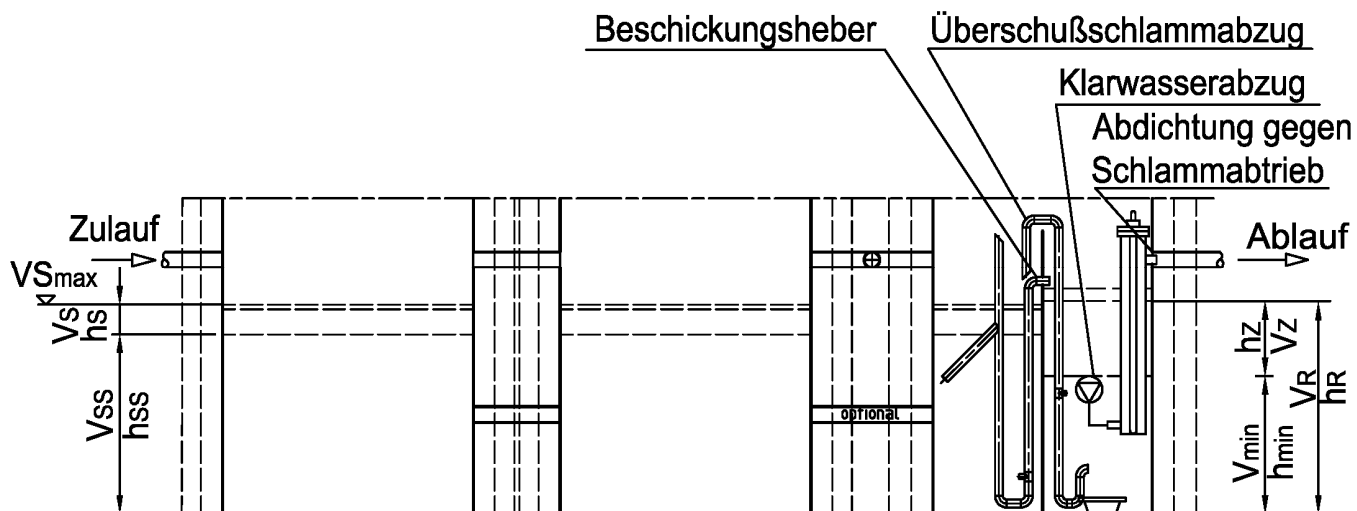 Beschickungsheber
Überschußschlammabzug
Klarwasserabzug
Abdichtung gegen
Schlammabtrieb
Zulauf
Ablauf
VSmax
VS
hS
VSS
hSS
optional
hZ
VZ
VR
hR
Vmin
hmin